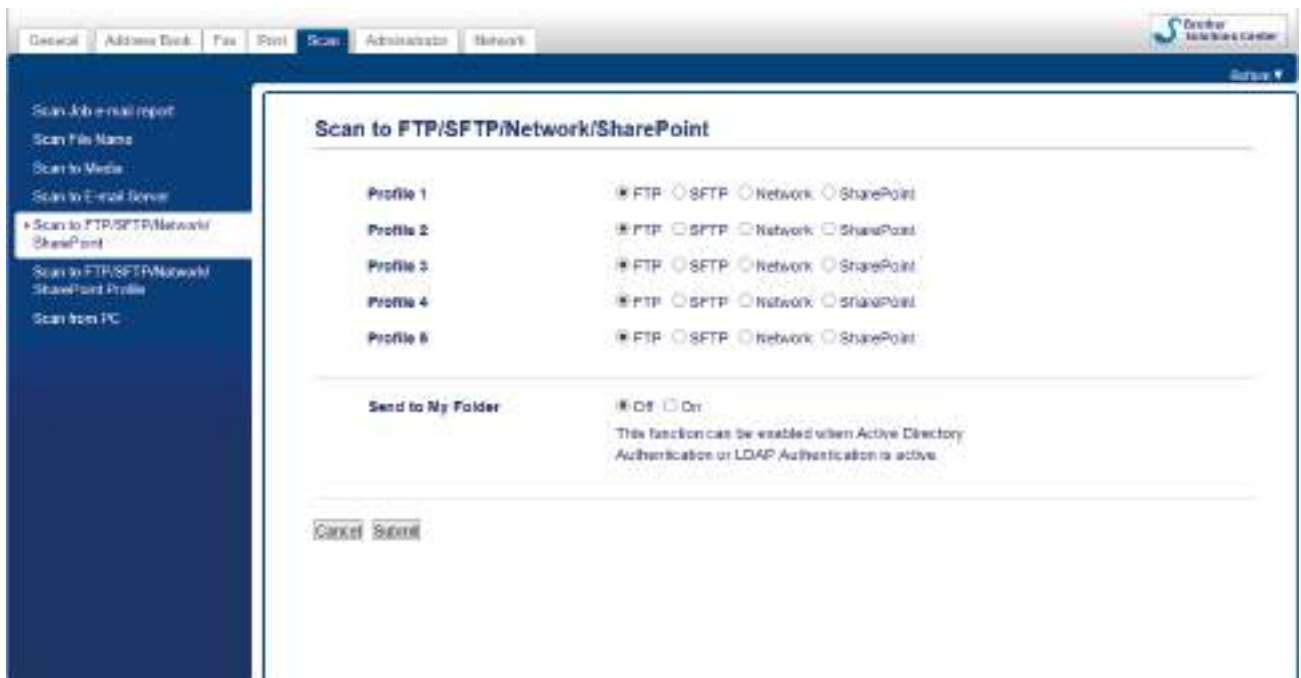 General Address Book Fax Print Scan Administrator Network
Brother
Solutions Center
Scan Job e-mail report
Scan File Name
Scan to Media
Scan to E-mail Server
Scan to FTP/SFTP/Network/
SharePoint
Scan to FTP/SFTP/Network/
SharePoint Profile
Scan from PC
Scan to FTP/SFTP/Network/SharePoint
Profile 1 FTP SFTP Network SharePoint
Profile 2 FTP SFTP Network SharePoint
Profile 3 FTP SFTP Network SharePoint
Profile 4 FTP SFTP Network SharePoint
Profile 5 FTP SFTP Network SharePoint
Send to My Folder Off On
This function can be enabled when Active Directory
Authentication or LDAP Authentication is active.
Cancel Submit